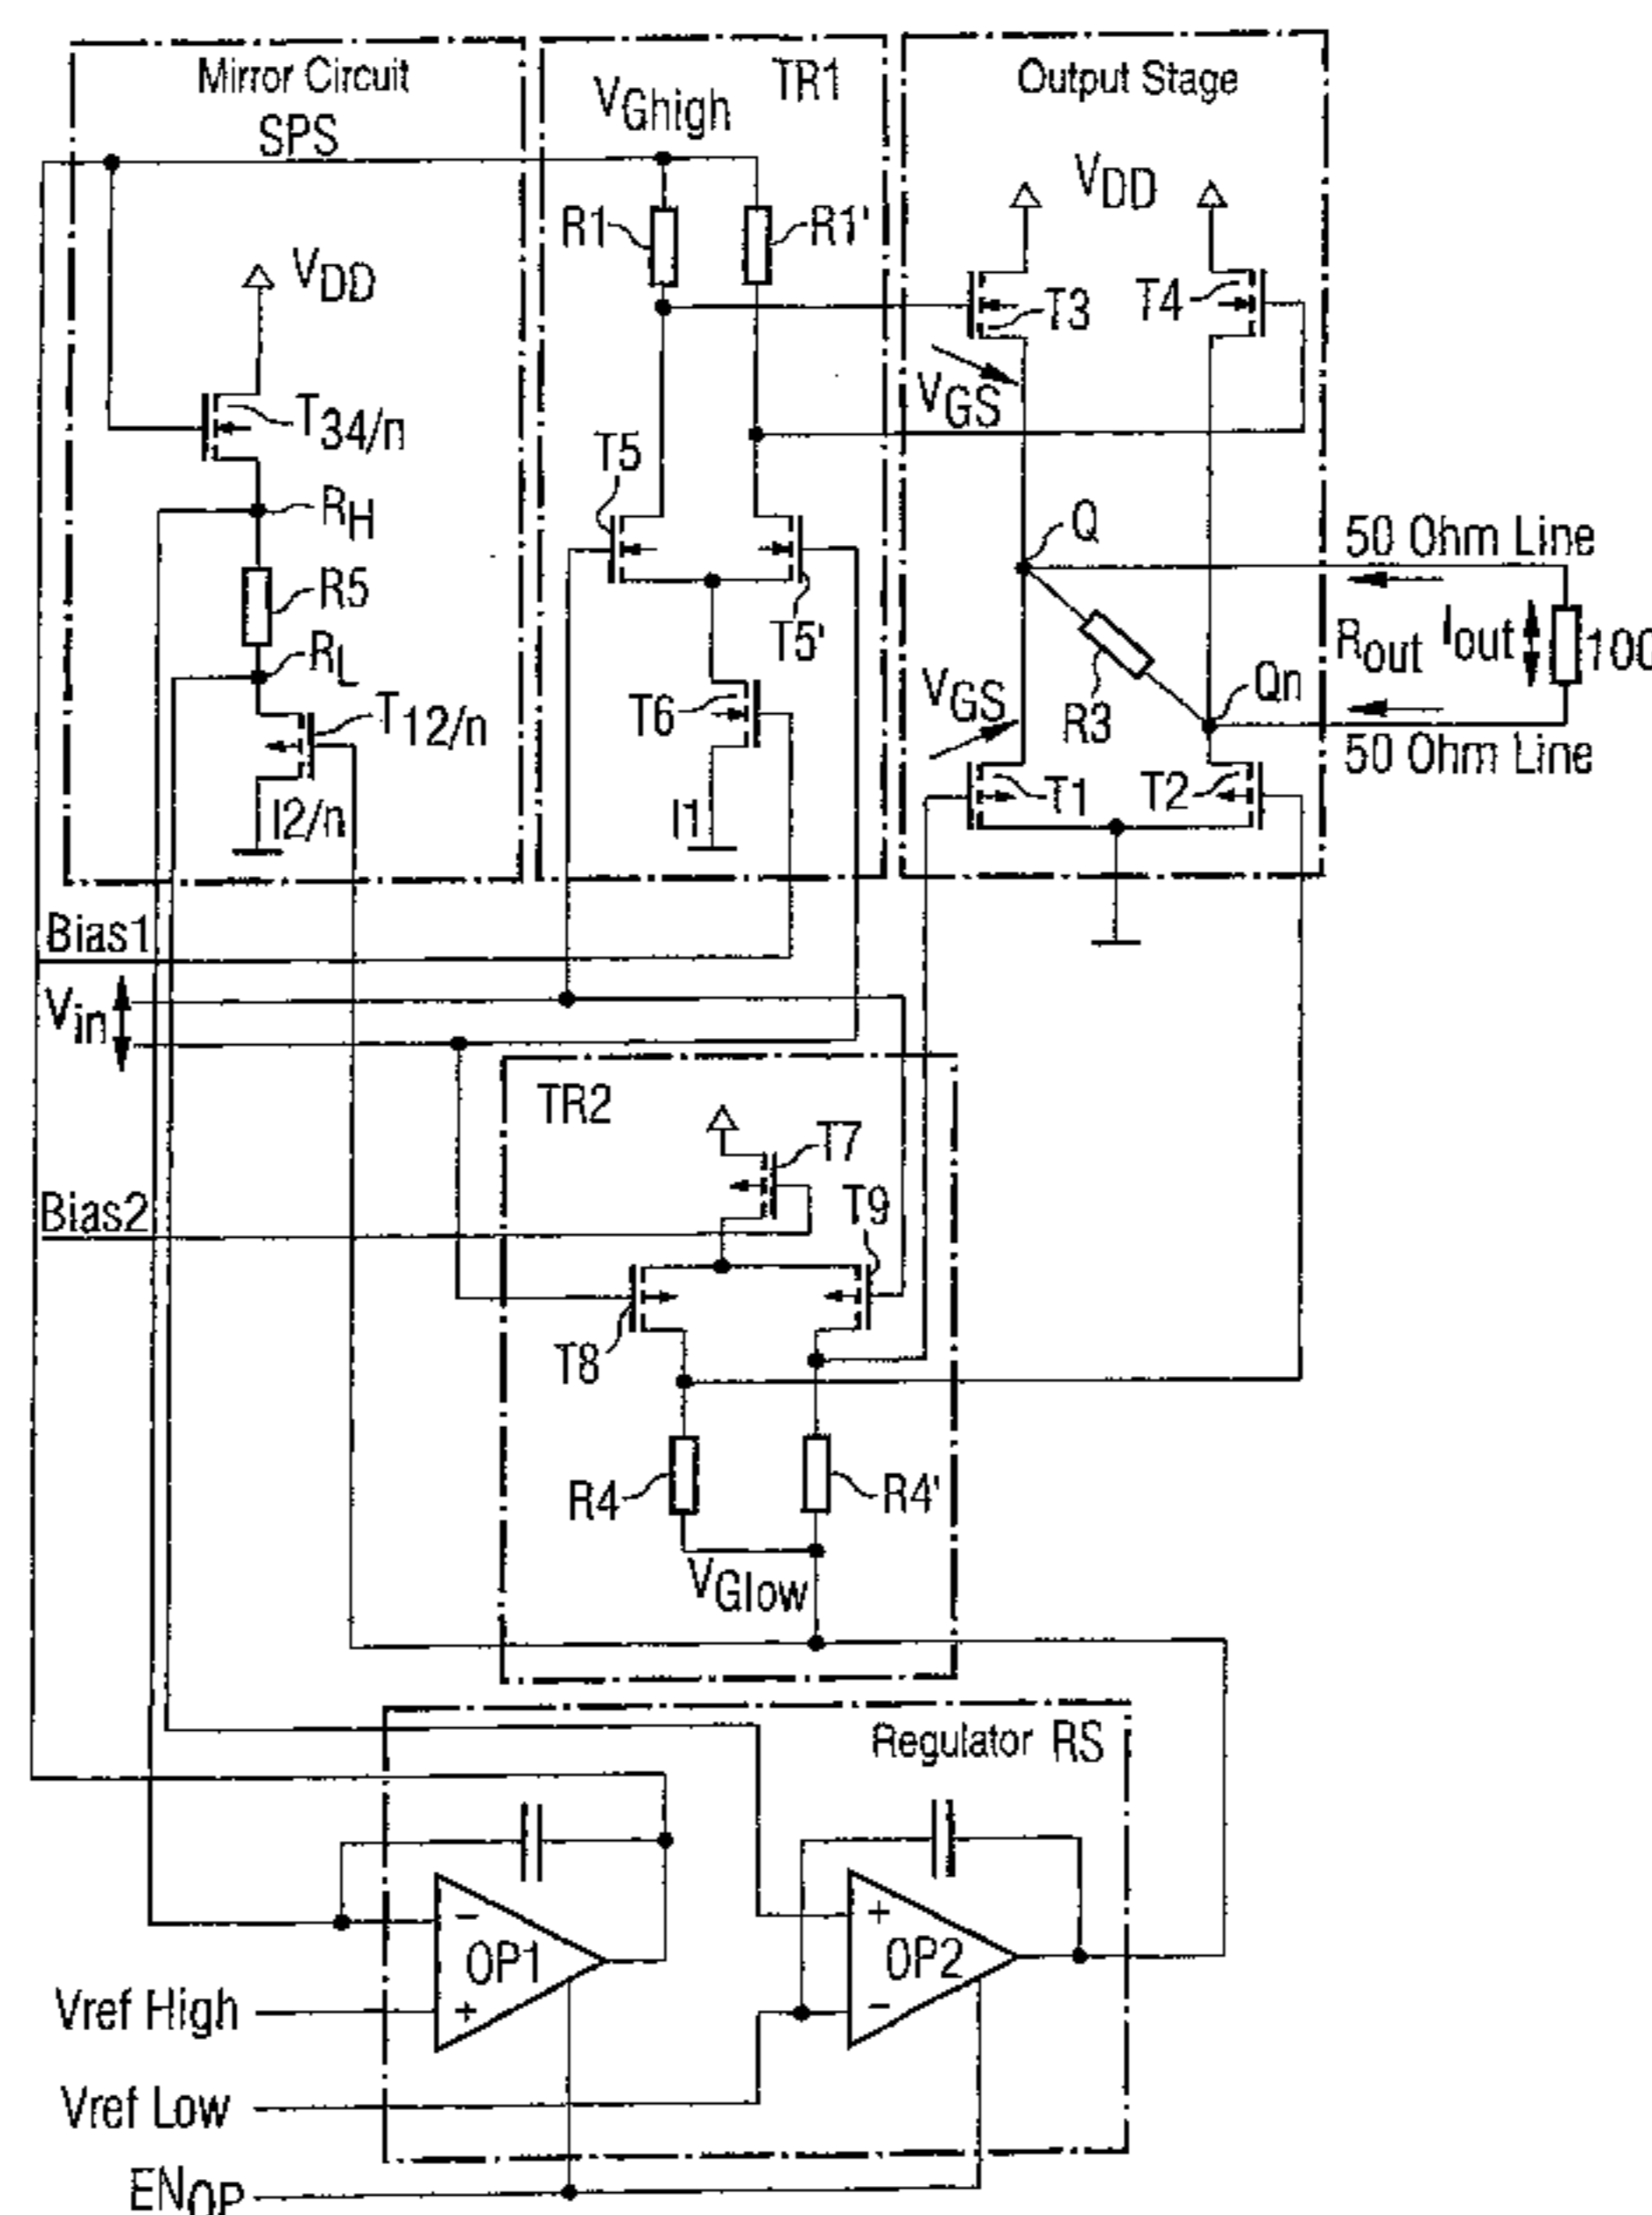 Mirror Circuit
SPS
VGhigh
TR1
Output Stage
VDD
R1
R1'
VDD
T3
T4
T34/n
VGS
T5
RH
Q
50 Ohm Line
R5
T5'
Rout
Iout
100
RL
VGS
Qn
T12/n
T6
R3
50 Ohm Line
T1
T2
I2/n
I1
Bias1
Vin
TR2
T7
Bias2
T9
T8
R4
R4'
VGlow
Regulator RS
−
+
OP1
OP2
+
−
Vref High
Vref Low
ENOP